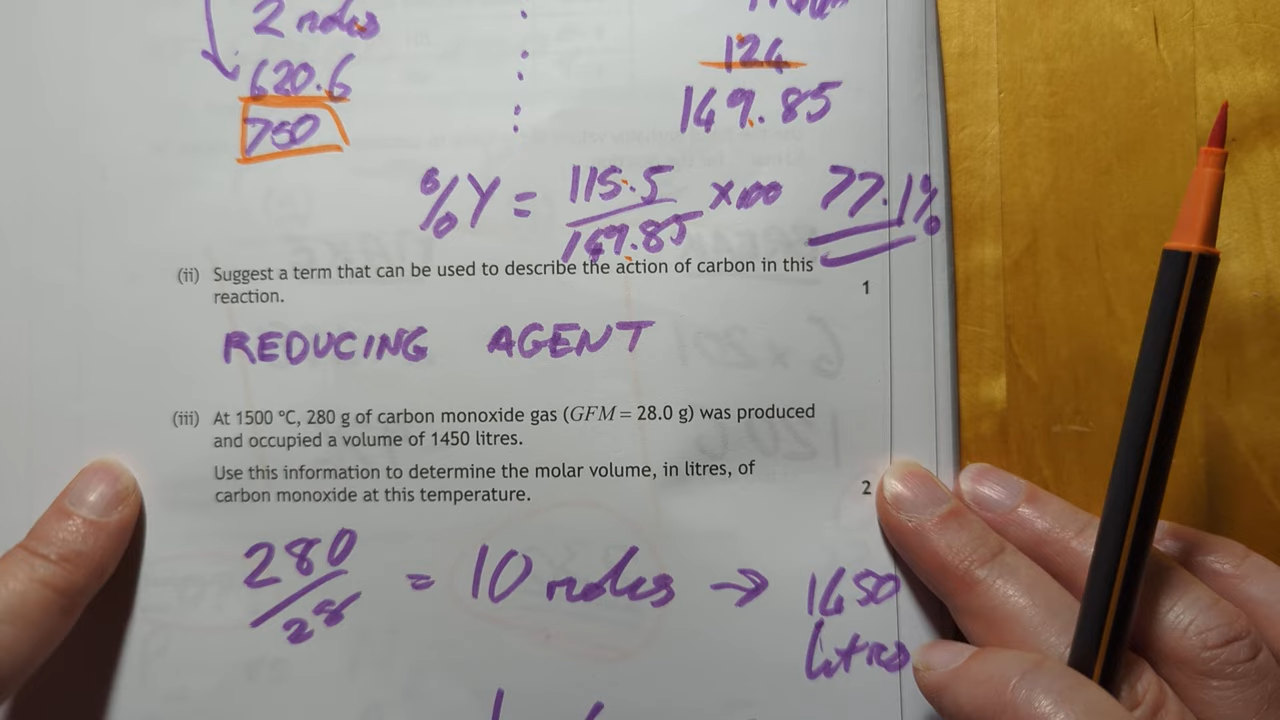 2 moles
620.6
750
124
149.85
%Y = 115.5 / 149.85 ×100 77.1%
(ii) Suggest a term that can be used to describe the action of carbon in this
reaction.
1
REDUCING AGENT
(iii) At 1500 °C, 280 g of carbon monoxide gas (GFM = 28.0 g) was produced
and occupied a volume of 1450 litres.
Use this information to determine the molar volume, in litres, of
carbon monoxide at this temperature.
2
280/28 = 10 moles → 1450
litres